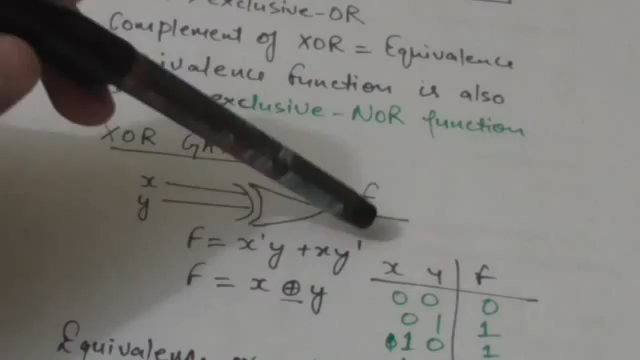 exclusive-OR
Complement of XOR = Equivalence
function is also
exclusive-NOR function
XOR
x
y
F
F = x'y + xy'
F = x ⊕ y
x y F
0 0 0
0 1 1
1 0 1